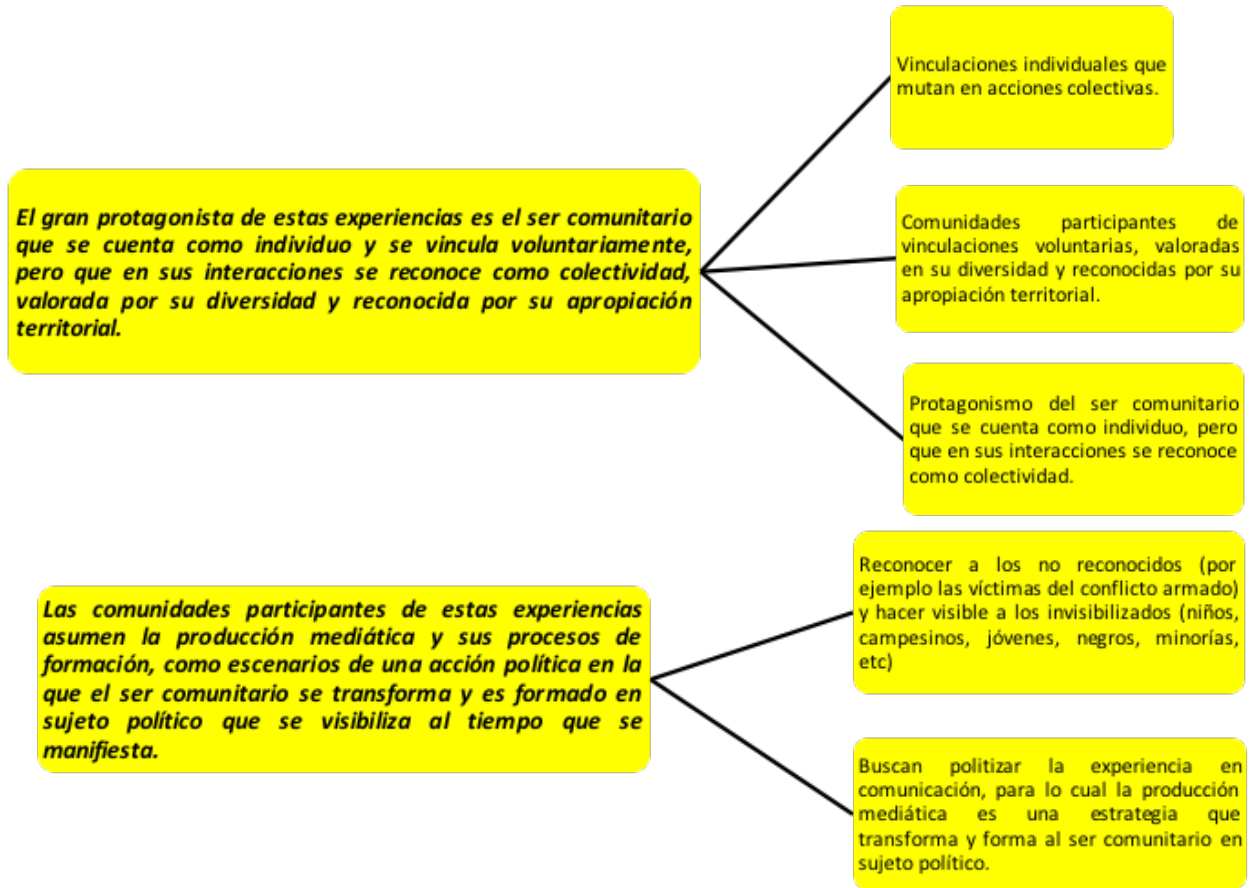 El gran protagonista de estas experiencias es el ser comunitario
que se cuenta como individuo y se vincula voluntariamente,
pero que en sus interacciones se reconoce como colectividad,
valorada por su diversidad y reconocida por su apropiación
territorial.
Vinculaciones individuales que
mutan en acciones colectivas.
Comunidades participantes de
vinculaciones voluntarias, valoradas
en su diversidad y reconocidas por su
apropiación territorial.
Protagonismo del ser comunitario
que se cuenta como individuo, pero
que en sus interacciones se reconoce
como colectividad.
Las comunidades participantes de estas experiencias
asumen la producción mediática y sus procesos de
formación, como escenarios de una acción política en la
que el ser comunitario se transforma y es formado en
sujeto político que se visibiliza al tiempo que se
manifiesta.
Reconocer a los no reconocidos (por
ejemplo las víctimas del conflicto armado)
y hacer visible a los invisibilizados (niños,
campesinos, jóvenes, negros, minorías,
etc)
Buscan politizar la experiencia en
comunicación, para lo cual la producción
mediática es una estrategia que
transforma y forma al ser comunitario en
sujeto político.